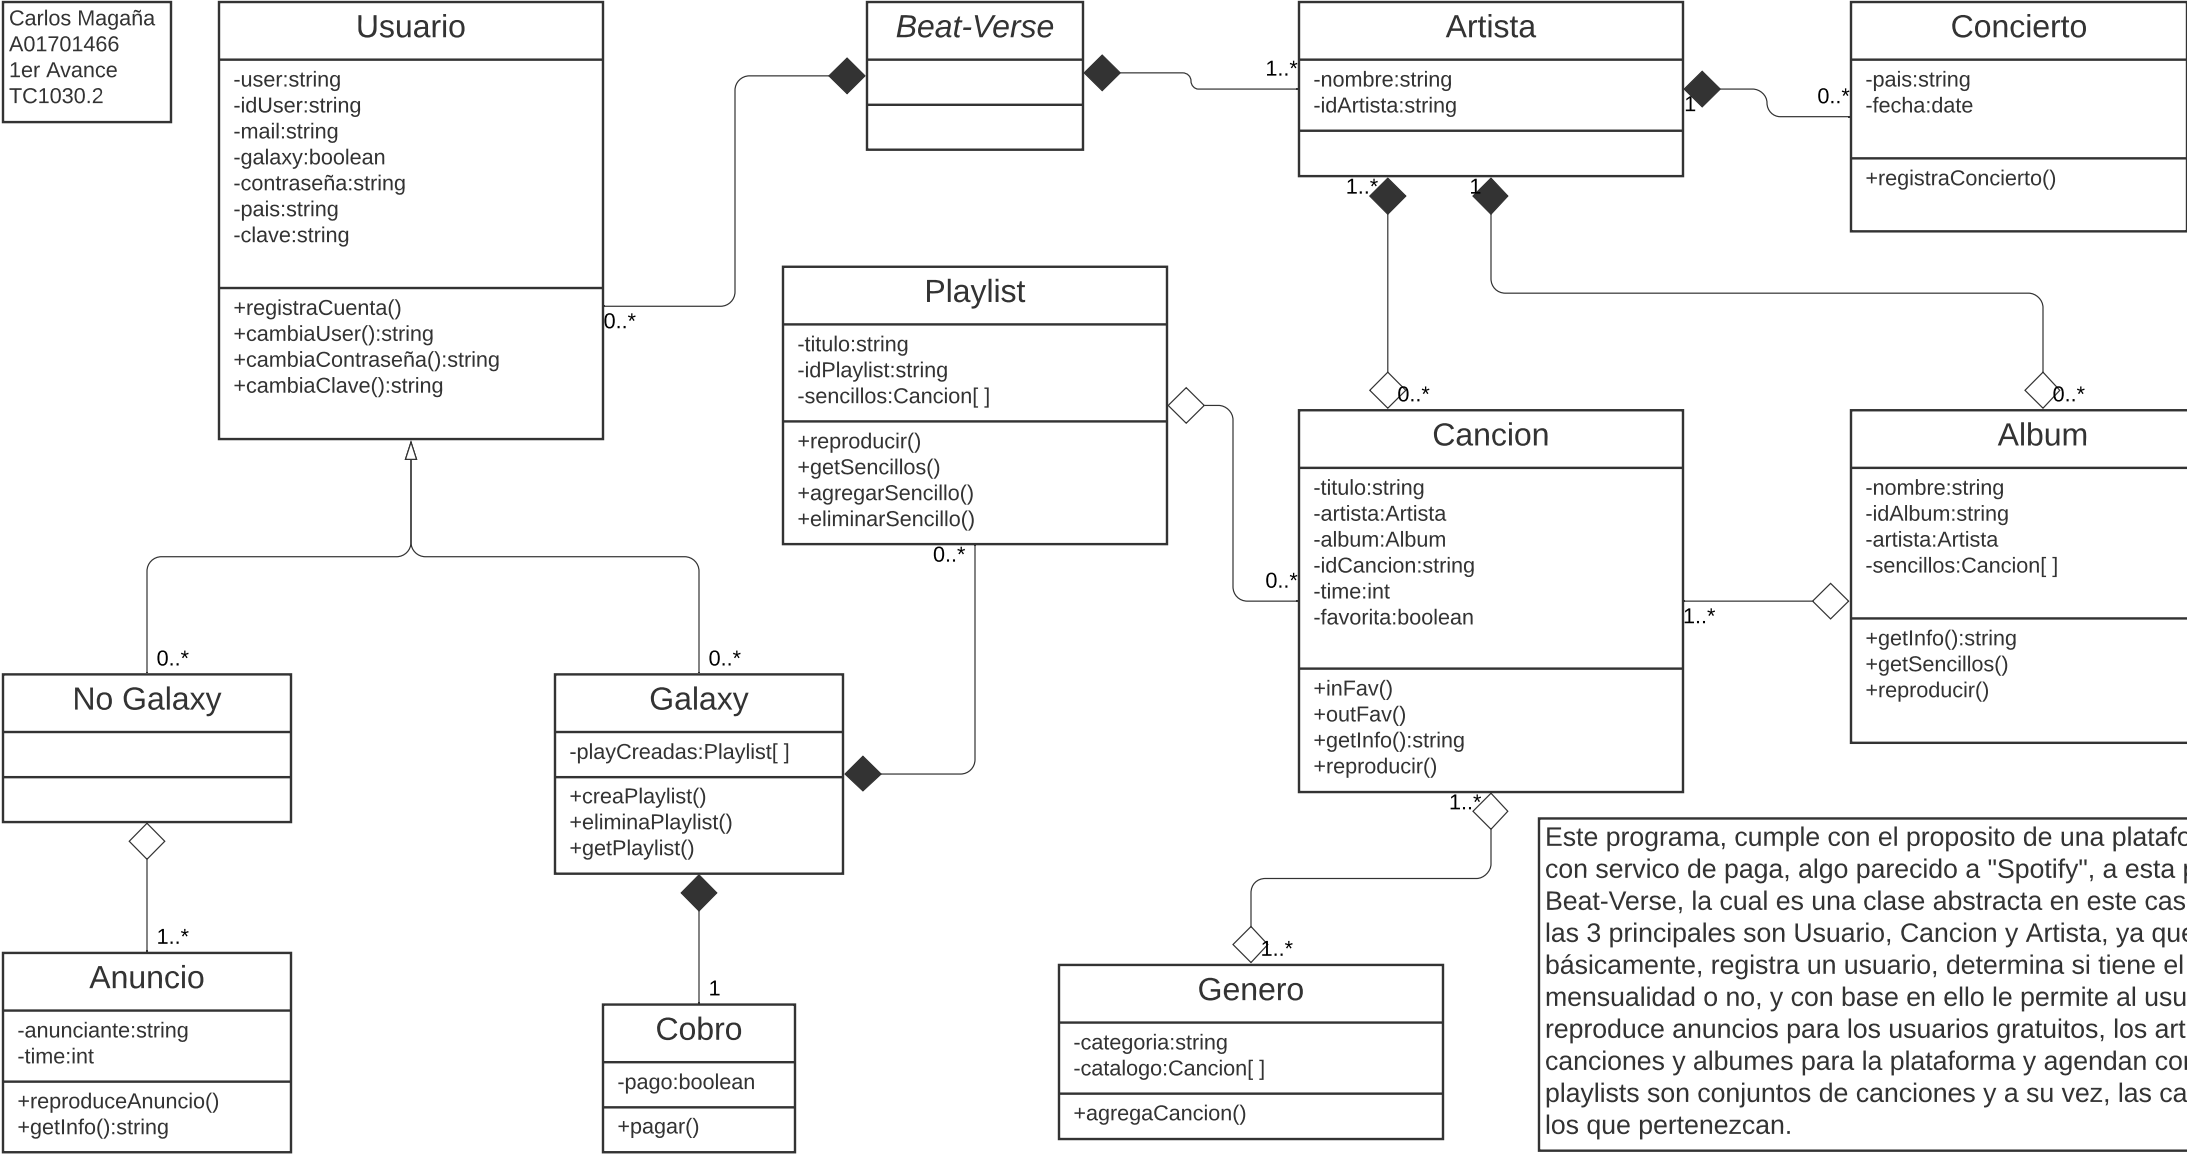 Carlos Magaña
A01701466
1er Avance
TC1030.2
Usuario
-user:string
-idUser:string
-mail:string
-galaxy:boolean
-contraseña:string
-pais:string
-clave:string
+registraCuenta()
+cambiaUser():string
+cambiaContraseña():string
+cambiaClave():string
0..*
Beat-Verse
1..*
Artista
-nombre:string
-idArtista:string
1
0..*
Concierto
-pais:string
-fecha:date
+registraConcierto()
1..*
1
Playlist
-titulo:string
-idPlaylist:string
-sencillos:Cancion[ ]
+reproducir()
+getSencillos()
+agregarSencillo()
+eliminarSencillo()
0..*
0..*
0..*
0..*
Cancion
-titulo:string
-artista:Artista
-album:Album
-idCancion:string
-time:int
-favorita:boolean
+inFav()
+outFav()
+getInfo():string
+reproducir()
1..*
1..*
Album
-nombre:string
-idAlbum:string
-artista:Artista
-sencillos:Cancion[ ]
+getInfo():string
+getSencillos()
+reproducir()
0..*
0..*
No Galaxy
Galaxy
-playCreadas:Playlist[ ]
+creaPlaylist()
+eliminaPlaylist()
+getPlaylist()
1..*
Anuncio
-anunciante:string
-time:int
+reproduceAnuncio()
+getInfo():string
1
Cobro
-pago:boolean
+pagar()
1..*
Genero
-categoria:string
-catalogo:Cancion[ ]
+agregaCancion()
Este programa, cumple con el proposito de una platafo
con servico de paga, algo parecido a "Spotify", a esta p
Beat-Verse, la cual es una clase abstracta en este cas
las 3 principales son Usuario, Cancion y Artista, ya que
básicamente, registra un usuario, determina si tiene el
mensualidad o no, y con base en ello le permite al usu
reproduce anuncios para los usuarios gratuitos, los art
canciones y albumes para la plataforma y agendan con
playlists son conjuntos de canciones y a su vez, las ca
los que pertenezcan.